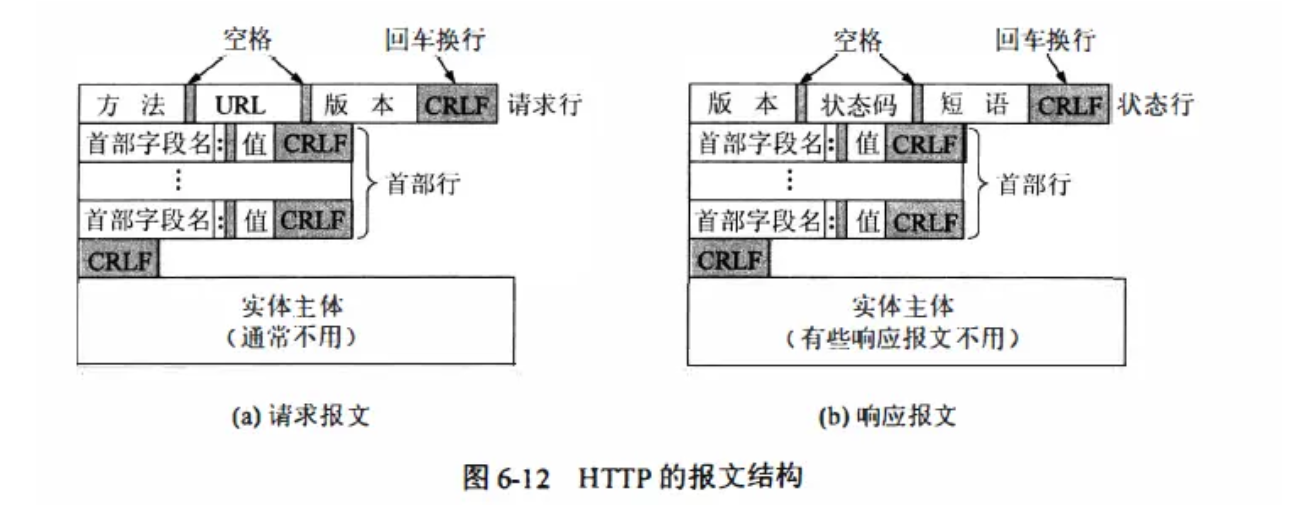 空格 回车换行
方法 URL 版本 CRLF 请求行
首部字段名: 值 CRLF
⋮
首部行
首部字段名: 值 CRLF
CRLF
实体主体
（通常不用）
(a) 请求报文
空格 回车换行
版本 状态码 短语 CRLF 状态行
首部字段名: 值 CRLF
⋮
首部行
首部字段名: 值 CRLF
CRLF
实体主体
（有些响应报文不用）
(b) 响应报文
图 6-12 HTTP 的报文结构